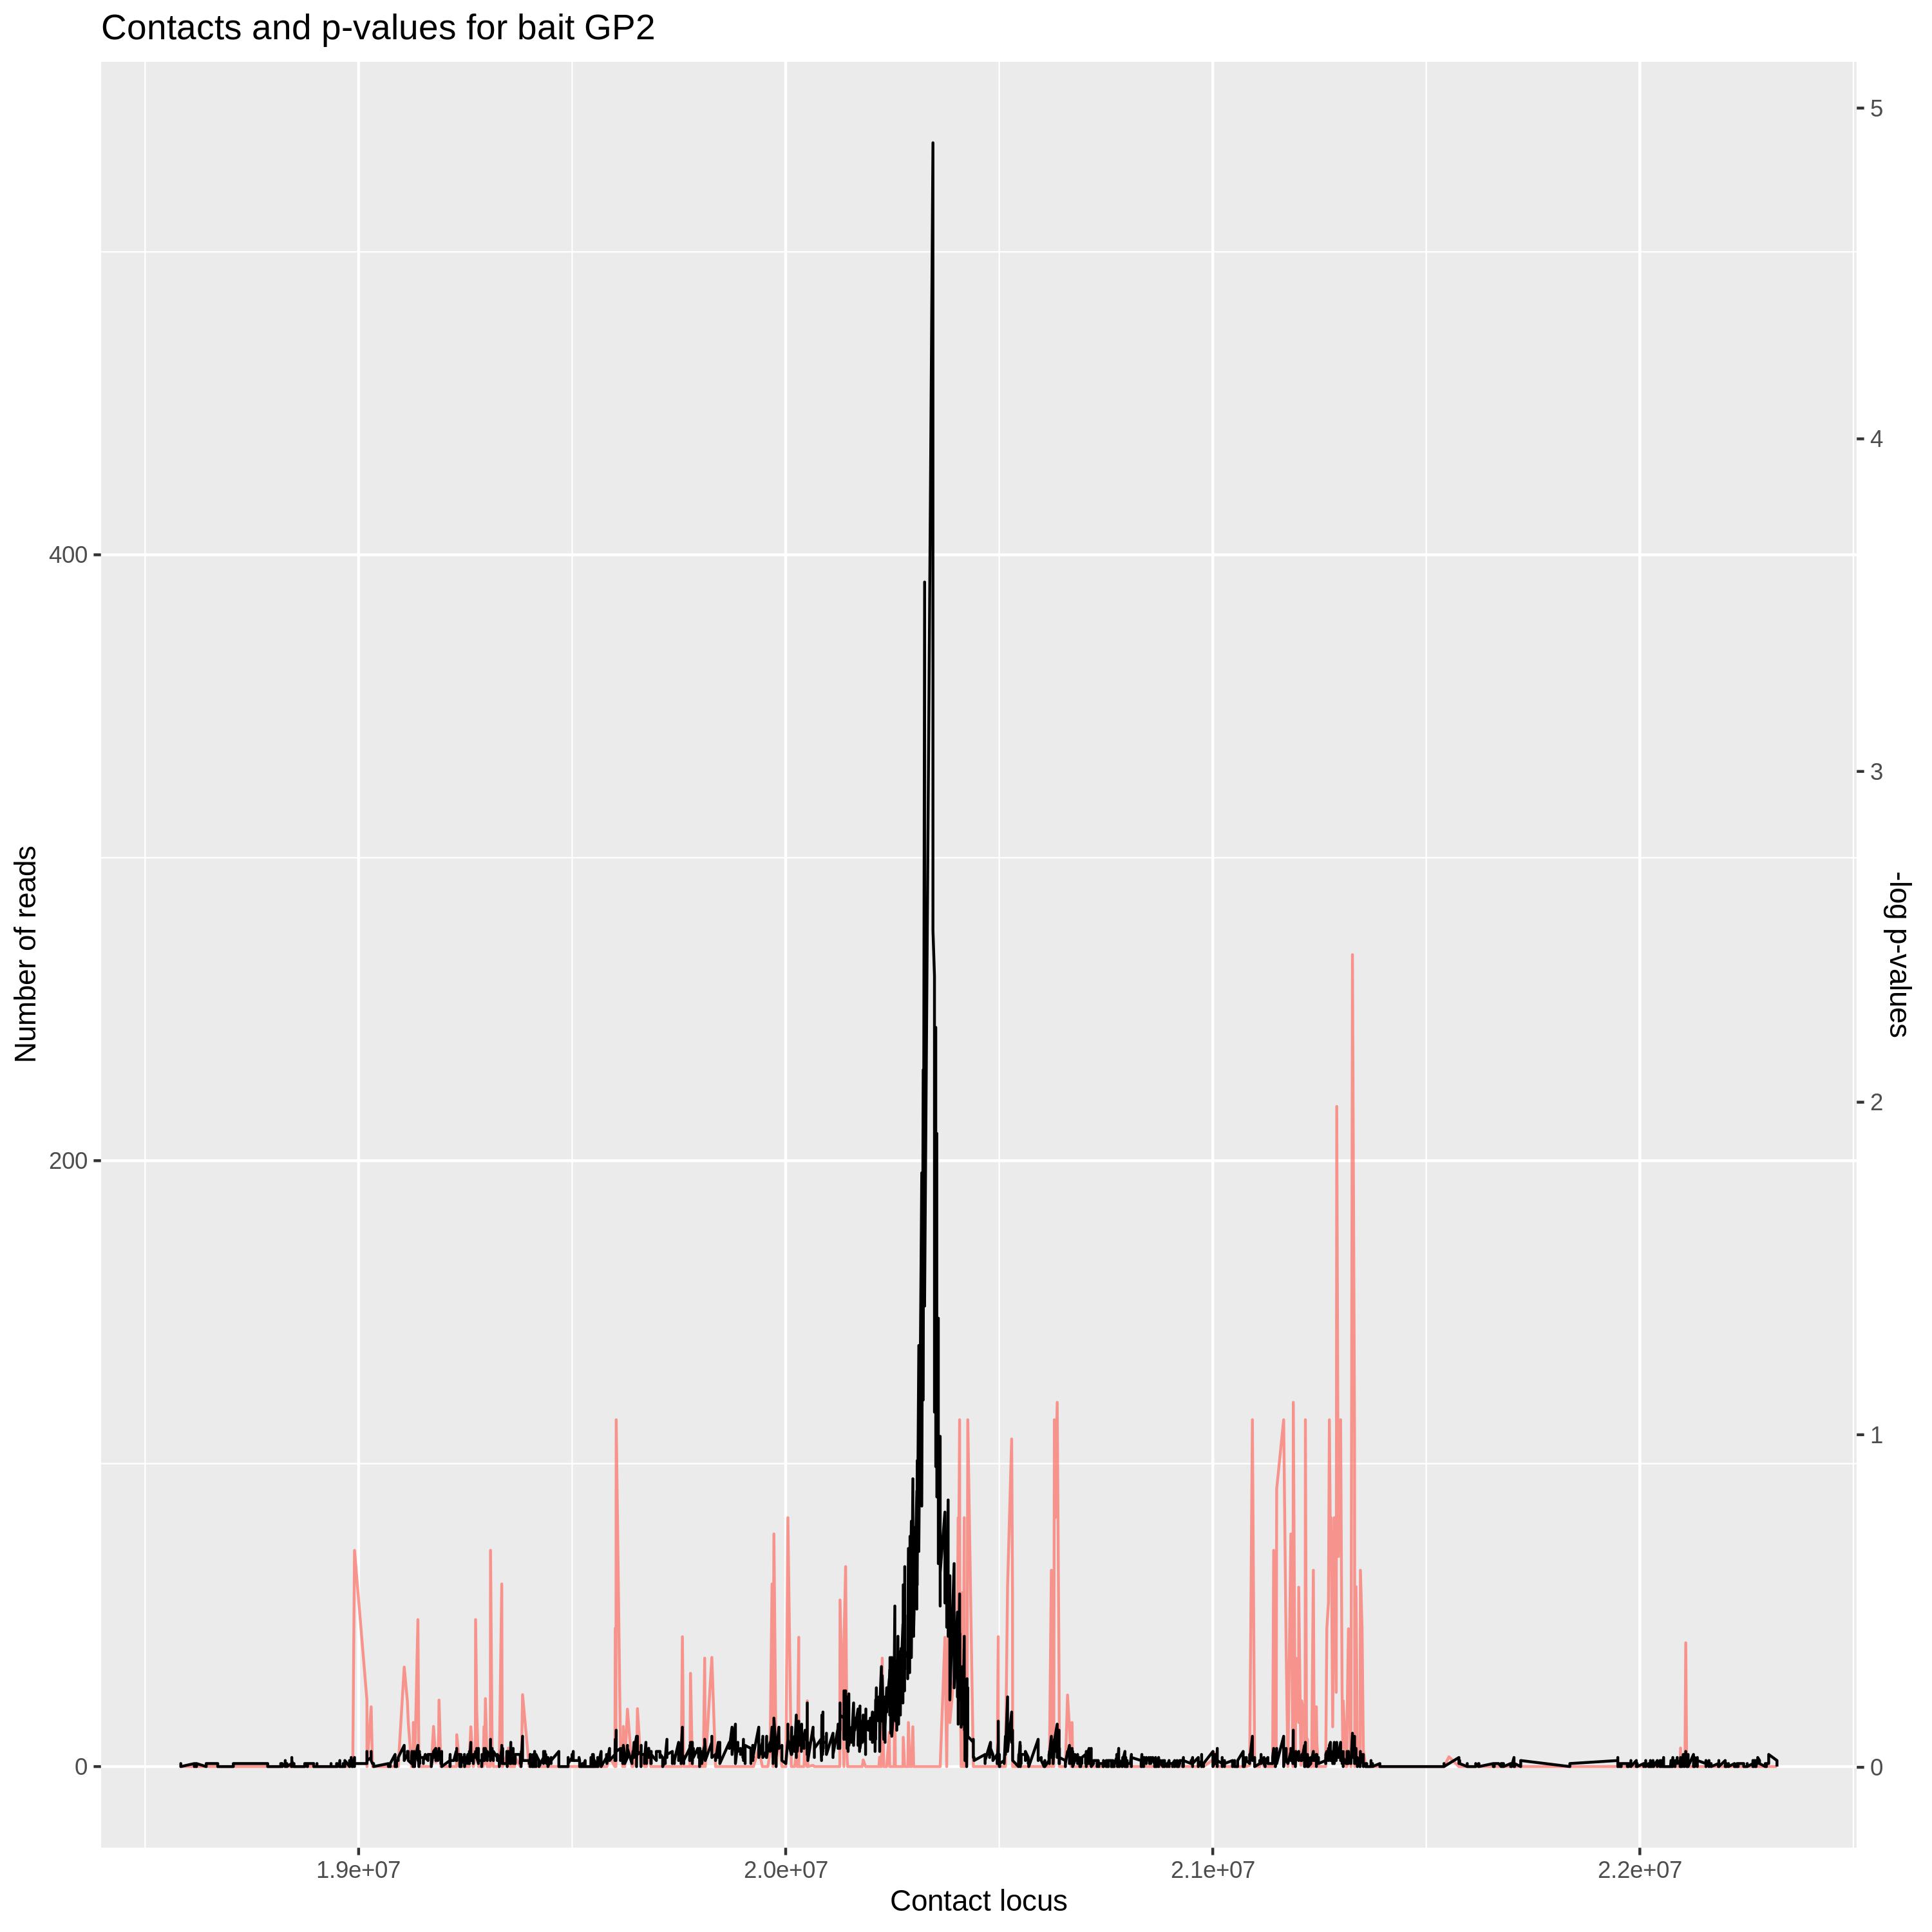 Contacts and p-values for bait GP2
Number of reads
400
200
0
5
4
3
2
1
0
-log p-values
1.9e+07 2.0e+07 2.1e+07 2.2e+07
Contact locus